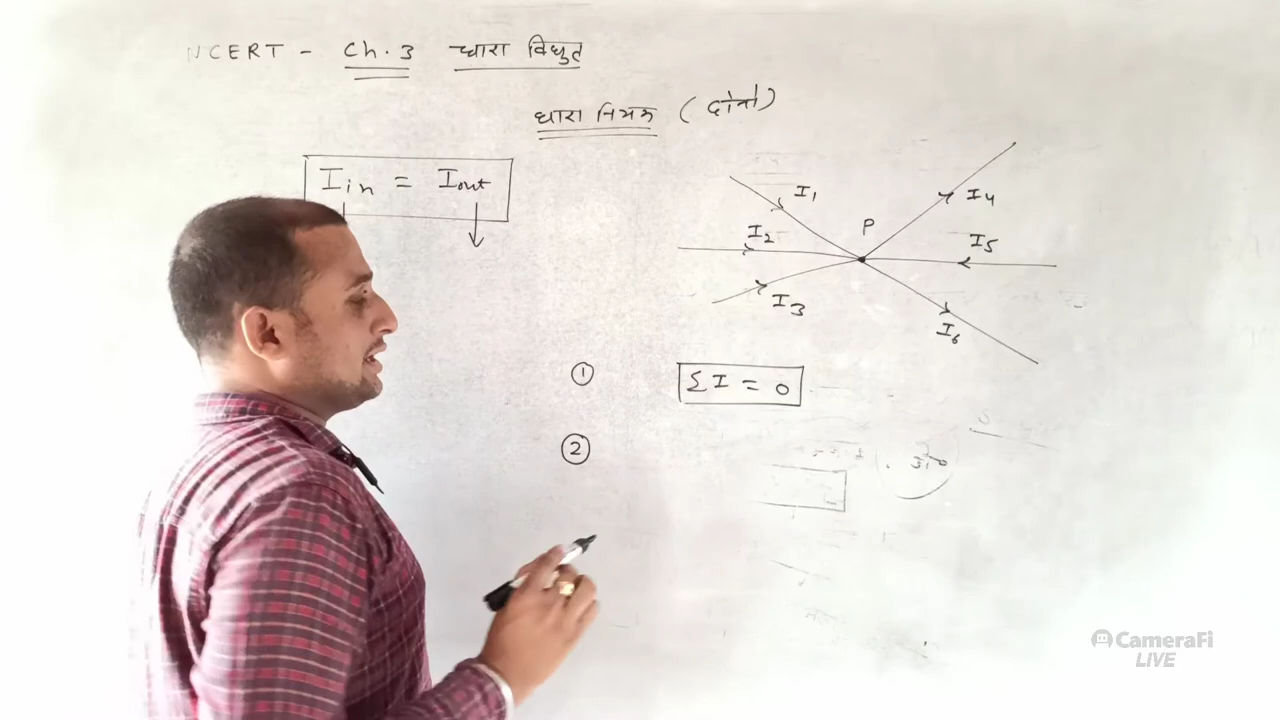 NCERT - Ch. 3 धारा विधुत
धारा नियम (दोनो)
Iin = Iout
I1
I2
I3
P
I4
I5
I6
① ΣI = 0
②
CameraFi
LIVE